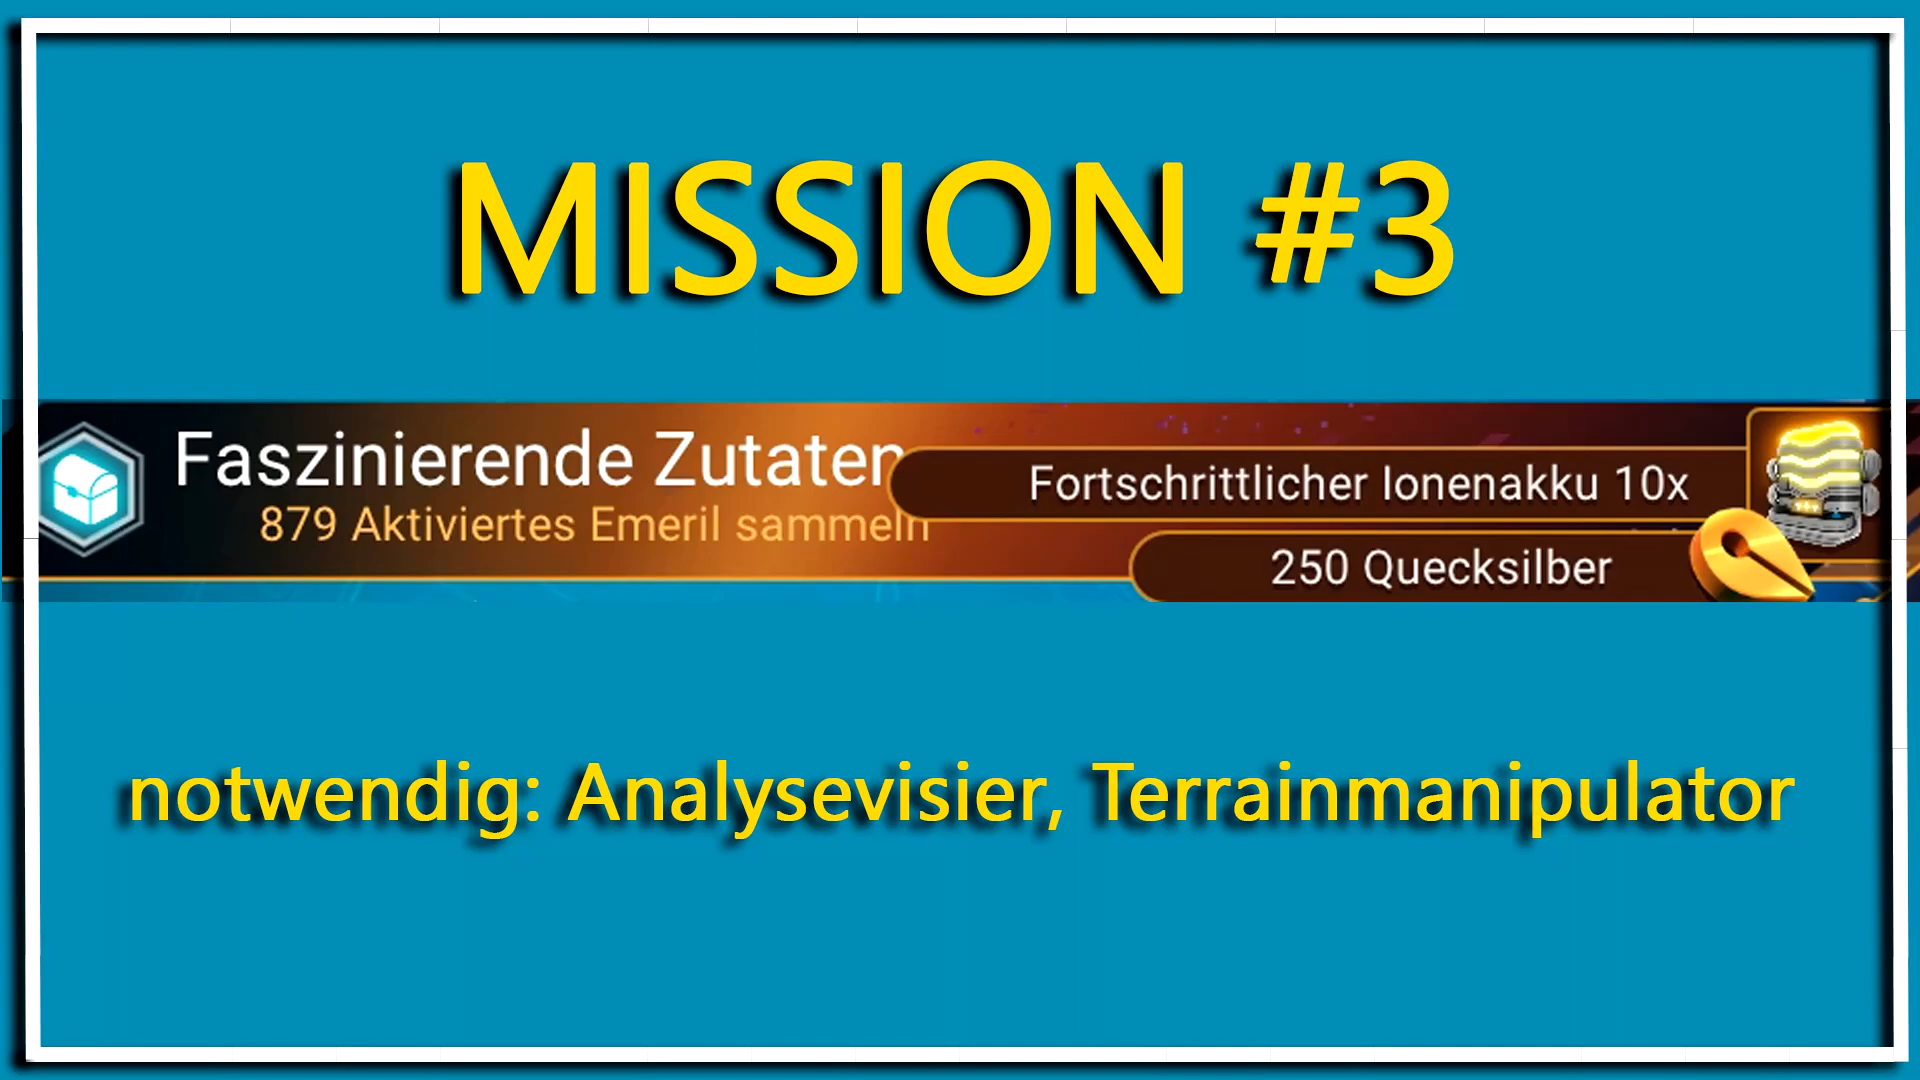 MISSION #3
Faszinierende Zutaten
879 Aktiviertes Emeril sammeln
Fortschrittlicher Ionenakku 10x
250 Quecksilber
notwendig: Analysevisier, Terrainmanipulator